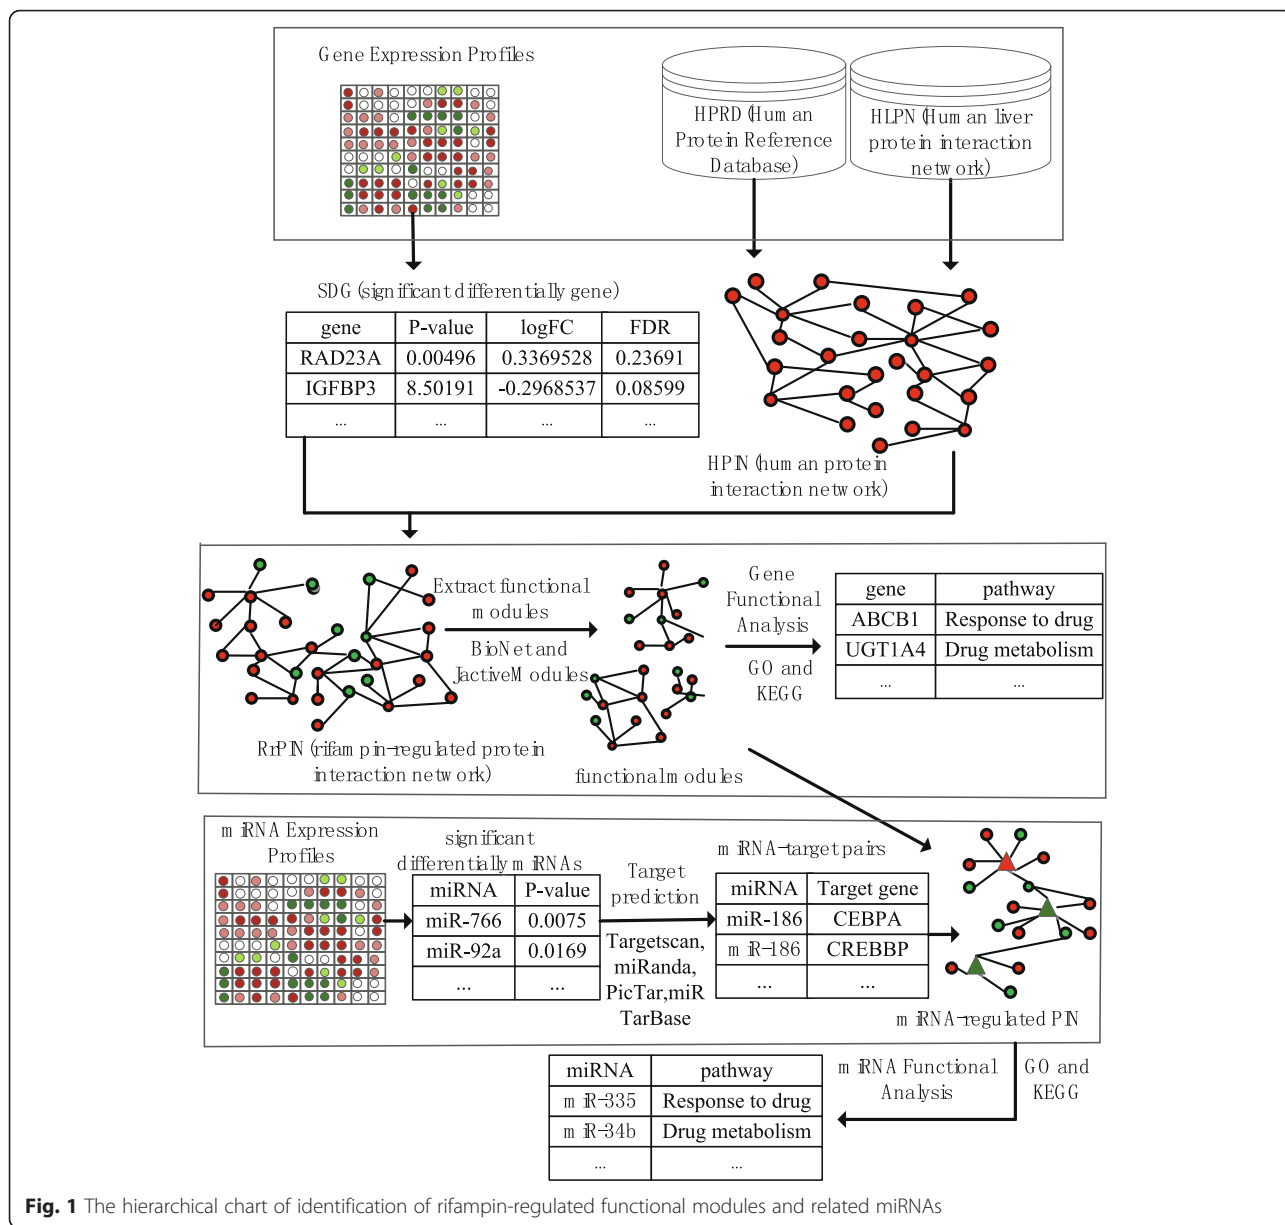 Gene Expression Profiles
HPRD (Human
Protein Reference
Database)
HLPN (Human liver
protein interaction
network)
SDG (significant differentially gene)
gene P-value logFC FDR
RAD23A 0.00496 0.3369528 0.23691
IGFBP3 8.50191 -0.2968537 0.08599
... ... ... ...
HPIN (human protein
interaction network)
Extract functional
modules
BioNet and
JactiveModules
RrPIN (rifampin-regulated protein
interaction network)
functional modules
Gene
Functional
Analysis
GO and
KEGG
gene pathway
ABCB1 Response to drug
UGT1A4 Drug metabolism
... ...
miRNA Expression
Profiles
significant
differentially miRNAs
miRNA P-value
miR-766 0.0075
miR-92a 0.0169
... ...
Target
prediction
Targetscan,
miRanda,
PicTar,miR
TarBase
miRNA-target pairs
miRNA Target gene
miR-186 CEBPA
miR-186 CREBBP
... ...
miRNA-regulated PIN
miRNA Functional
Analysis
GO and
KEGG
miRNA pathway
miR-335 Response to drug
miR-34b Drug metabolism
... ...
Fig. 1 The hierarchical chart of identification of rifampin-regulated functional modules and related miRNAs